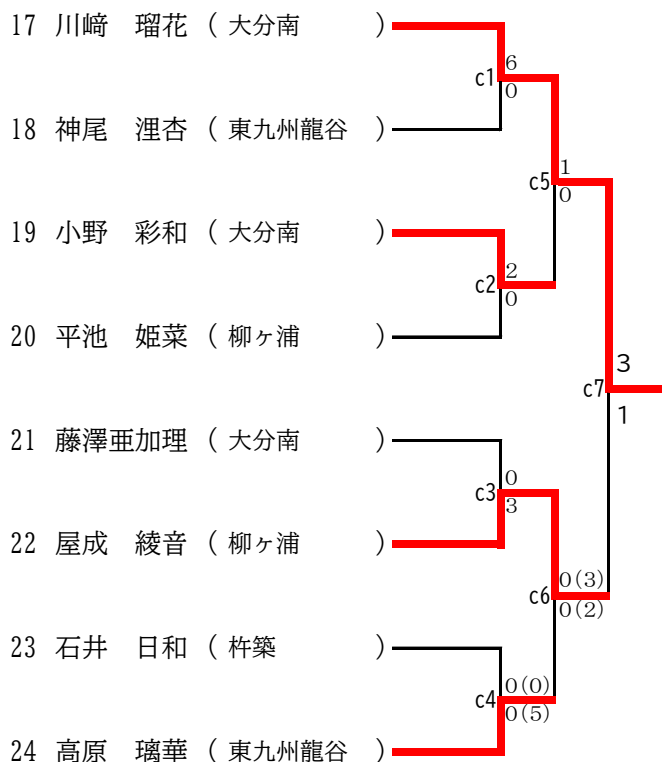 17 川﨑　瑠花 ( 大分南 )
6
c1
0
18 神尾　浬杏 ( 東九州龍谷 )
1
c5
0
19 小野　彩和 ( 大分南 )
2
c2
0
20 平池　姫菜 ( 柳ヶ浦 )
3
c7
1
21 藤澤亜加理 ( 大分南 )
0
c3
3
22 屋成　綾音 ( 柳ヶ浦 )
0(3)
c6
0(2)
23 石井　日和 ( 杵築 )
0(0)
c4
0(5)
24 高原　璃華 ( 東九州龍谷 )